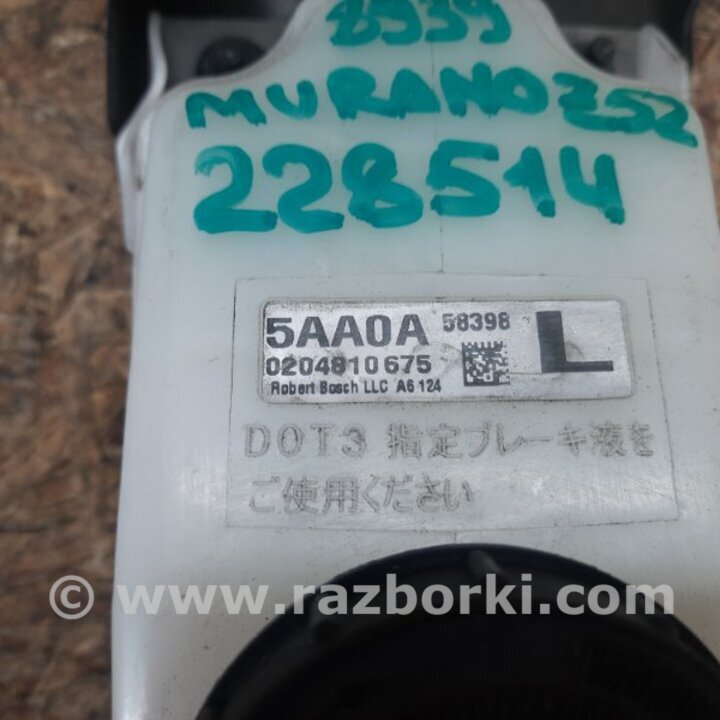 8939
MURANO Z52
228514
5AA0A 58398 L
0204810675
Robert Bosch LLC A6 124
DOT3 指定ブレーキ液を
ご使用ください
© www.razborki.com